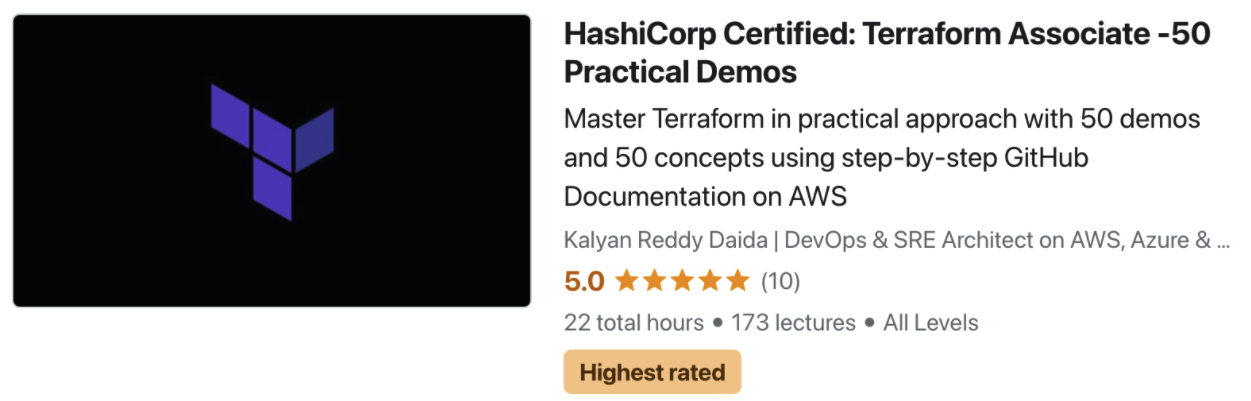 HashiCorp Certified: Terraform Associate -50
Practical Demos
Master Terraform in practical approach with 50 demos
and 50 concepts using step-by-step GitHub
Documentation on AWS
Kalyan Reddy Daida | DevOps & SRE Architect on AWS, Azure & ...
5.0 ★★★★★ (10)
22 total hours • 173 lectures • All Levels
Highest rated